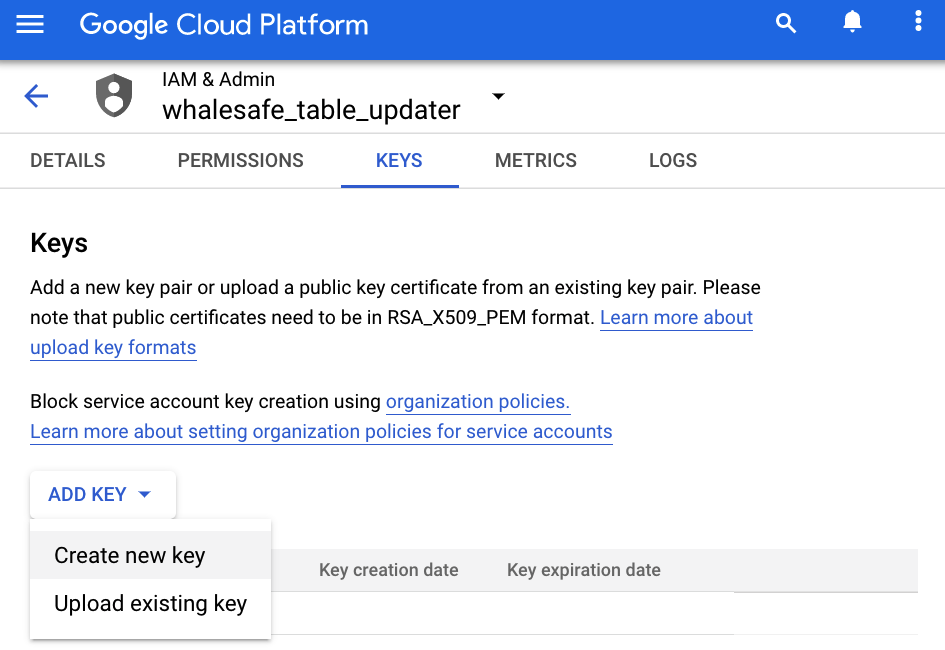 Google Cloud Platform
IAM & Admin
whalesafe_table_updater
DETAILS PERMISSIONS KEYS METRICS LOGS
Keys
Add a new key pair or upload a public key certificate from an existing key pair. Please
note that public certificates need to be in RSA_X509_PEM format. Learn more about
upload key formats
Block service account key creation using organization policies.
Learn more about setting organization policies for service accounts
ADD KEY
Create new key
Key creation date Key expiration date
Upload existing key